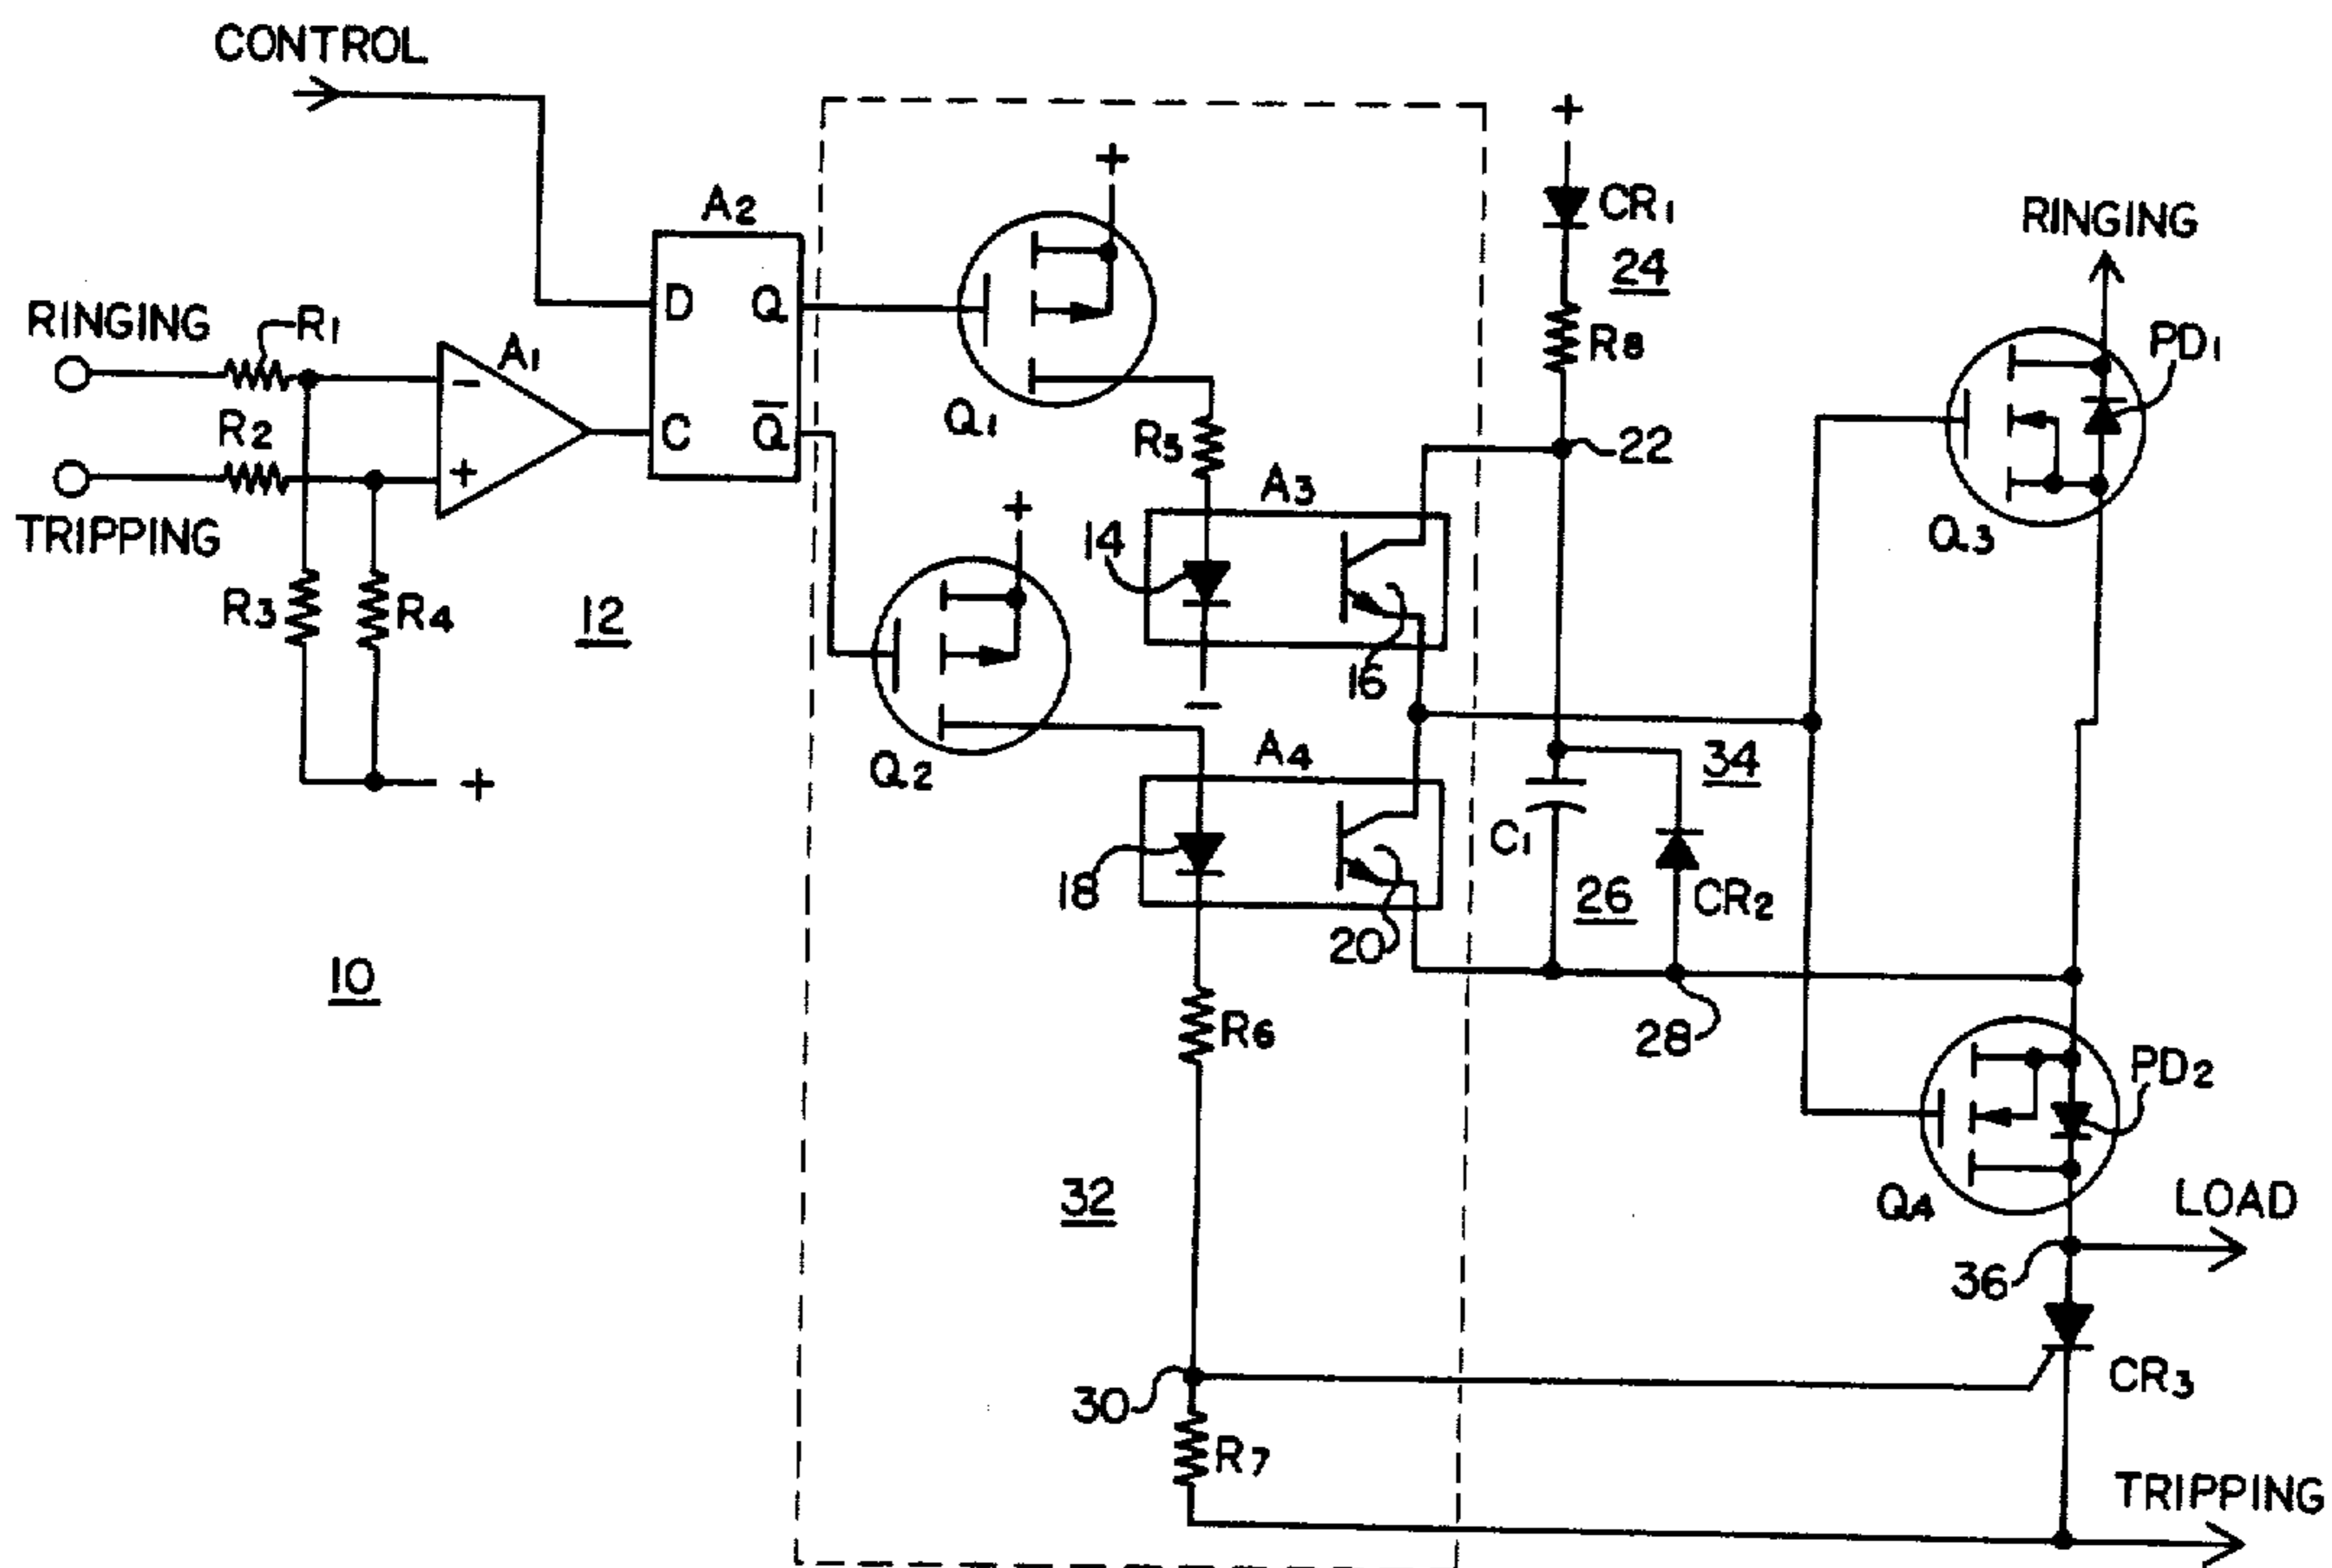 CONTROL
+
+
A2
CR1
24
RINGING
RINGING
R1
D
Q
R8
PD1
A1
-
R2
C
Q̅
Q1
R5
22
+
TRIPPING
+
A3
14
Q3
R3
R4
12
16
-
34
Q2
A4
+
C1
18
26
CR2
20
10
R6
28
PD2
32
Q4
LOAD
36
30
CR3
R7
TRIPPING